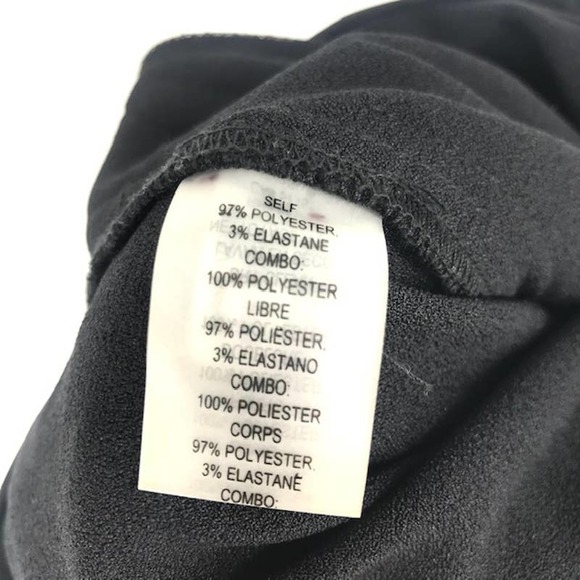 SELF
97% POLYESTER.
3% ELASTANE
COMBO:
100% POLYESTER
LIBRE
97% POLIESTER.
3% ELASTANO
COMBO:
100% POLIESTER
CORPS
97% POLYESTER.
3% ELASTANE
COMBO: